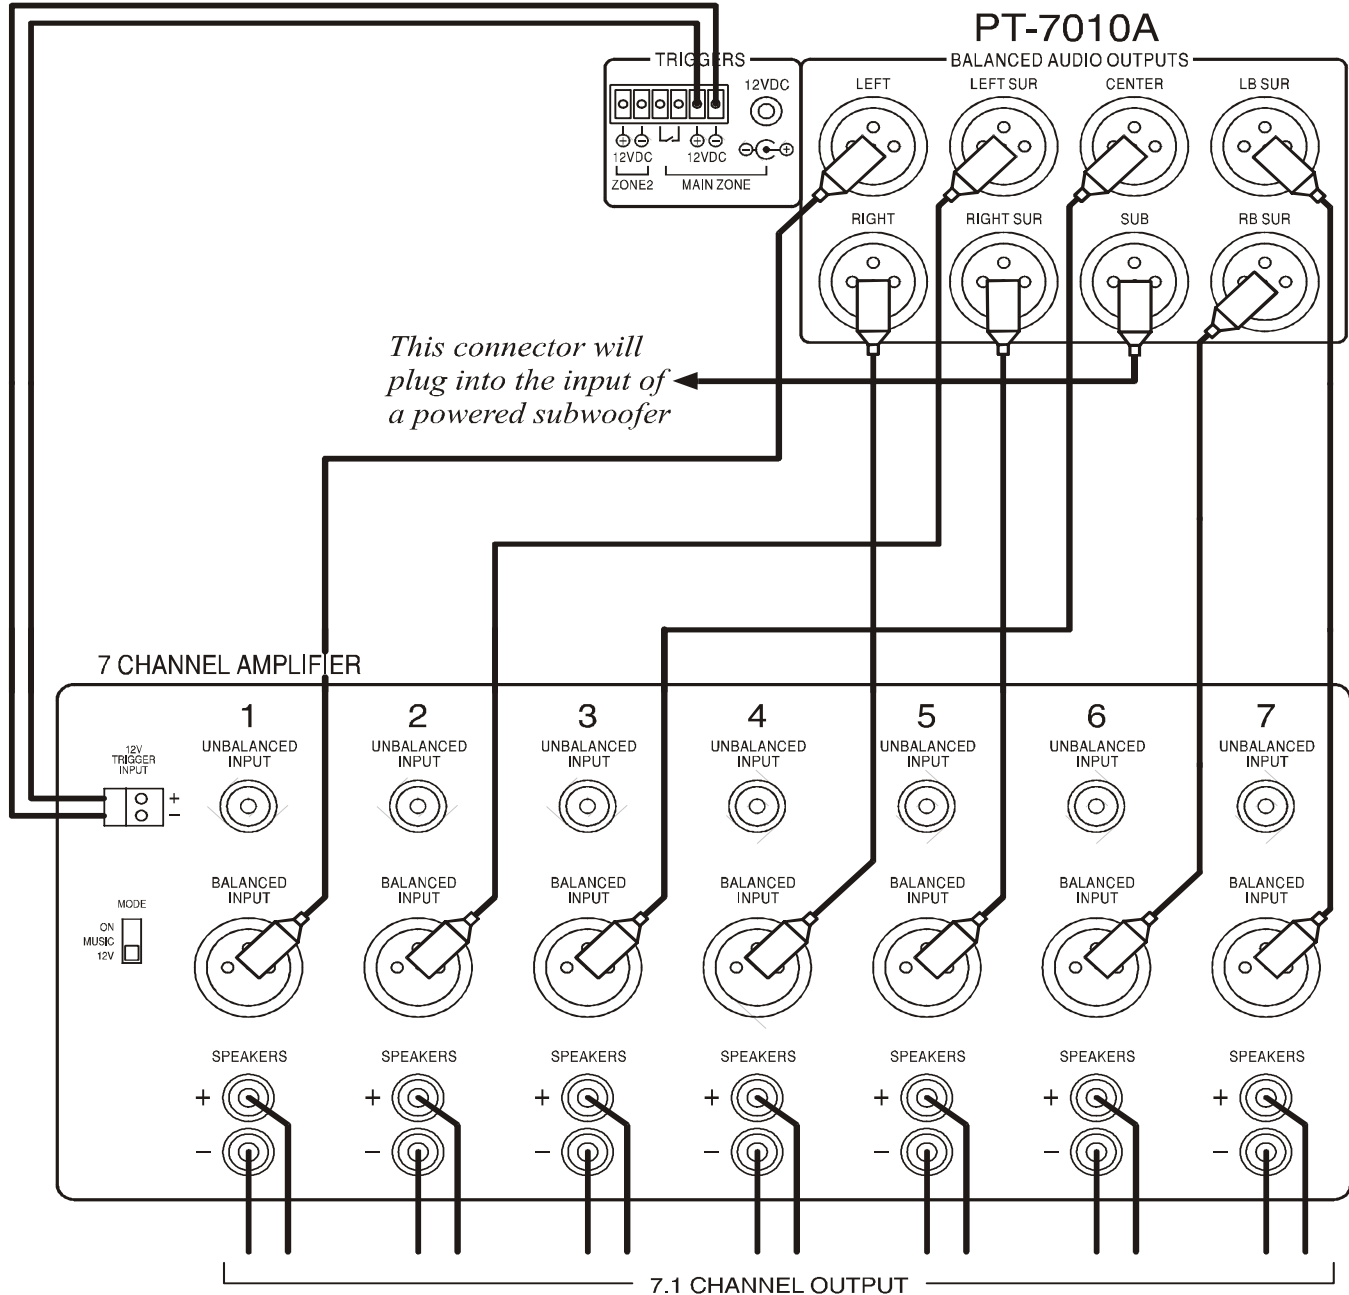 PT-7010A
TRIGGERS
BALANCED AUDIO OUTPUTS
12VDC
LEFT
LEFT SUR
CENTER
LB SUR
+ − + −
12VDC
12VDC
− +
ZONE2
MAIN ZONE
RIGHT
RIGHT SUR
SUB
RB SUR
This connector will
plug into the input of
a powered subwoofer
7 CHANNEL AMPLIFIER
1
2
3
4
5
6
7
12V
TRIGGER
INPUT
+
−
UNBALANCED
INPUT
UNBALANCED
INPUT
UNBALANCED
INPUT
UNBALANCED
INPUT
UNBALANCED
INPUT
UNBALANCED
INPUT
UNBALANCED
INPUT
MODE
ON
MUSIC
12V
BALANCED
INPUT
BALANCED
INPUT
BALANCED
INPUT
BALANCED
INPUT
BALANCED
INPUT
BALANCED
INPUT
BALANCED
INPUT
SPEAKERS
SPEAKERS
SPEAKERS
SPEAKERS
SPEAKERS
SPEAKERS
SPEAKERS
+ + + + + + +
− − − − − − −
7.1 CHANNEL OUTPUT